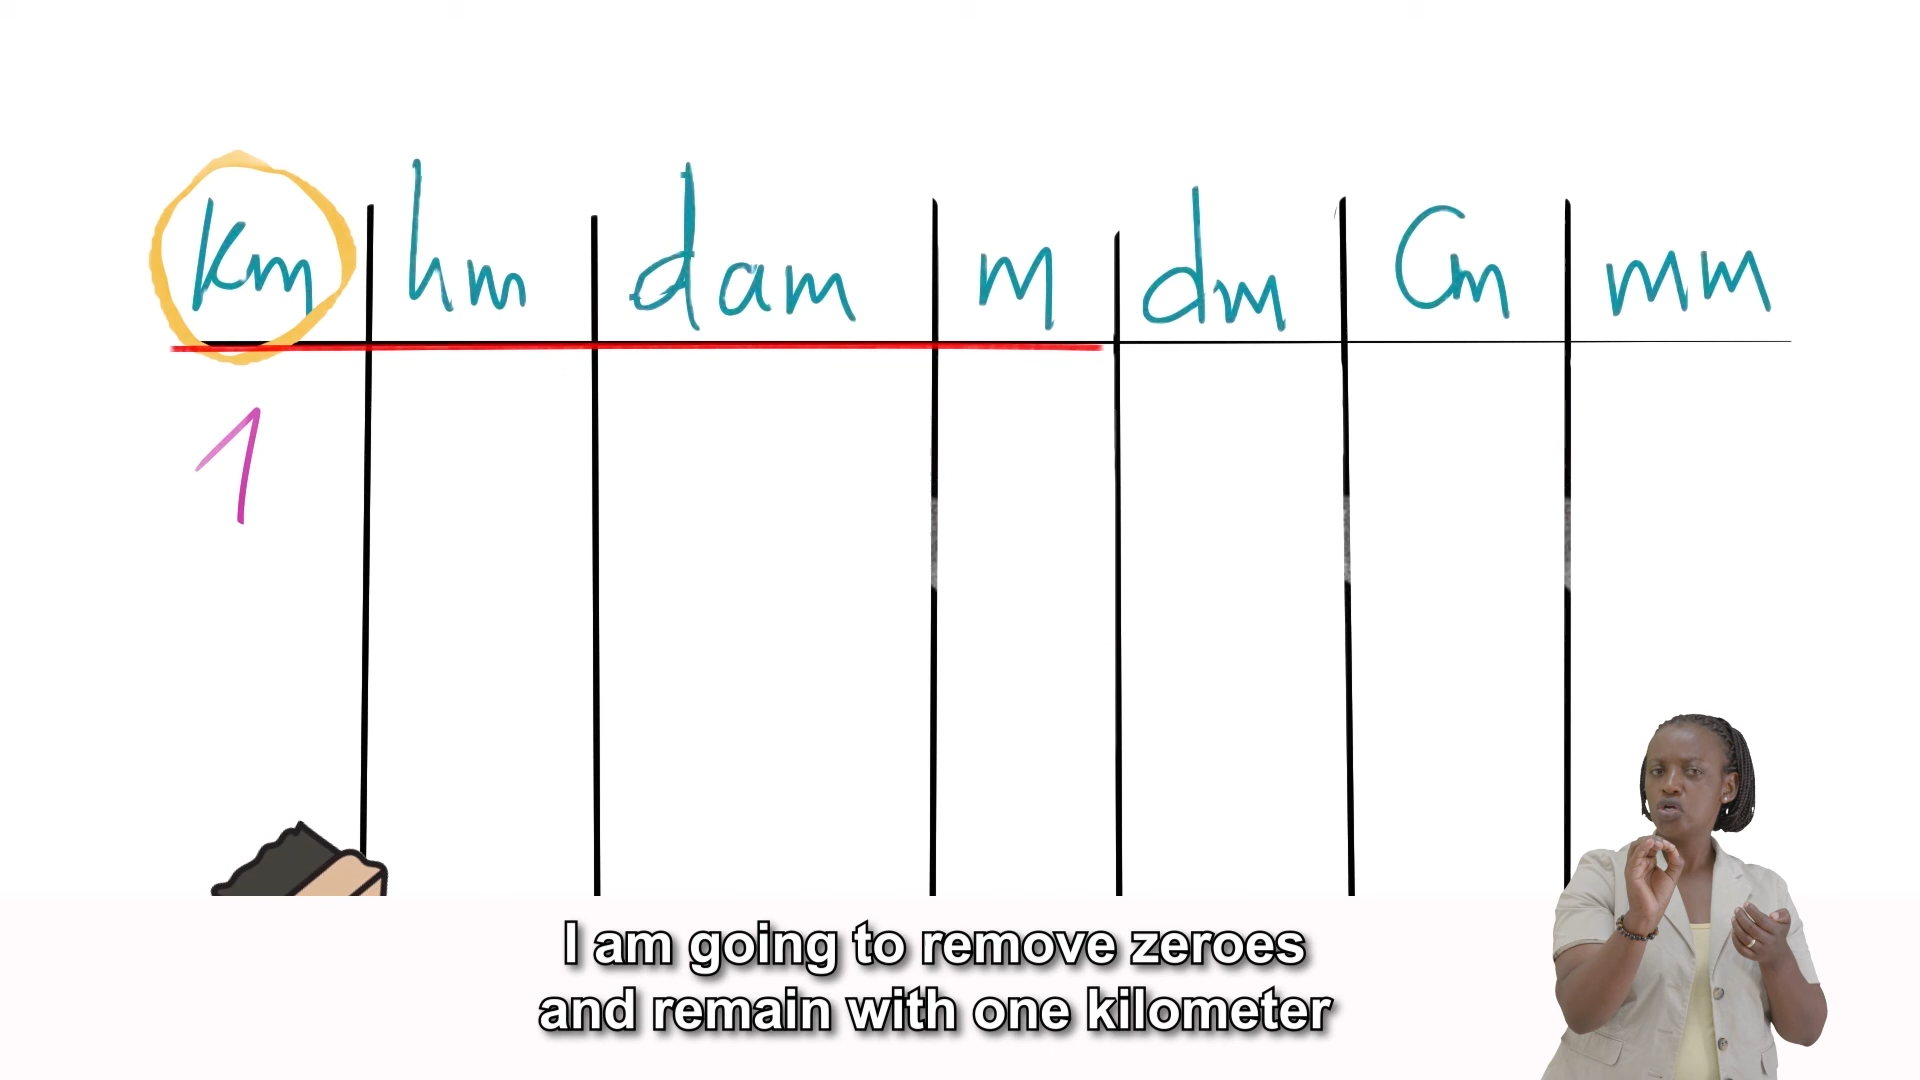 km hm dam m dm Cm mm
1
I am going to remove zeroes
and remain with one kilometer